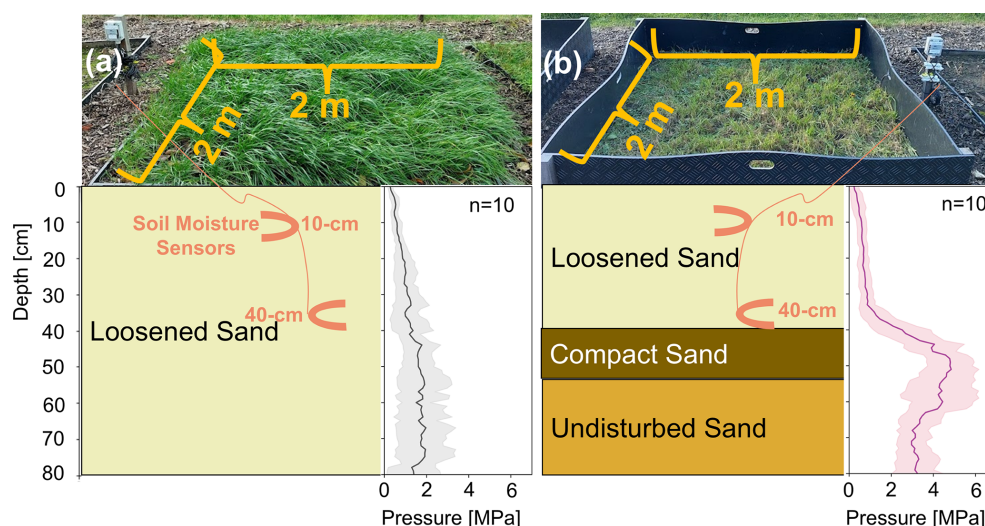 (a)
2 m
2 m
0
10
20
30
40
50
60
70
80
Depth [cm]
Soil Moisture
Sensors
10-cm
40-cm
Loosened Sand
n=10
0 2 4 6
Pressure [MPa]
(b)
2 m
2 m
10-cm
Loosened Sand
40-cm
Compact Sand
Undisturbed Sand
n=10
0 2 4 6
Pressure [MPa]